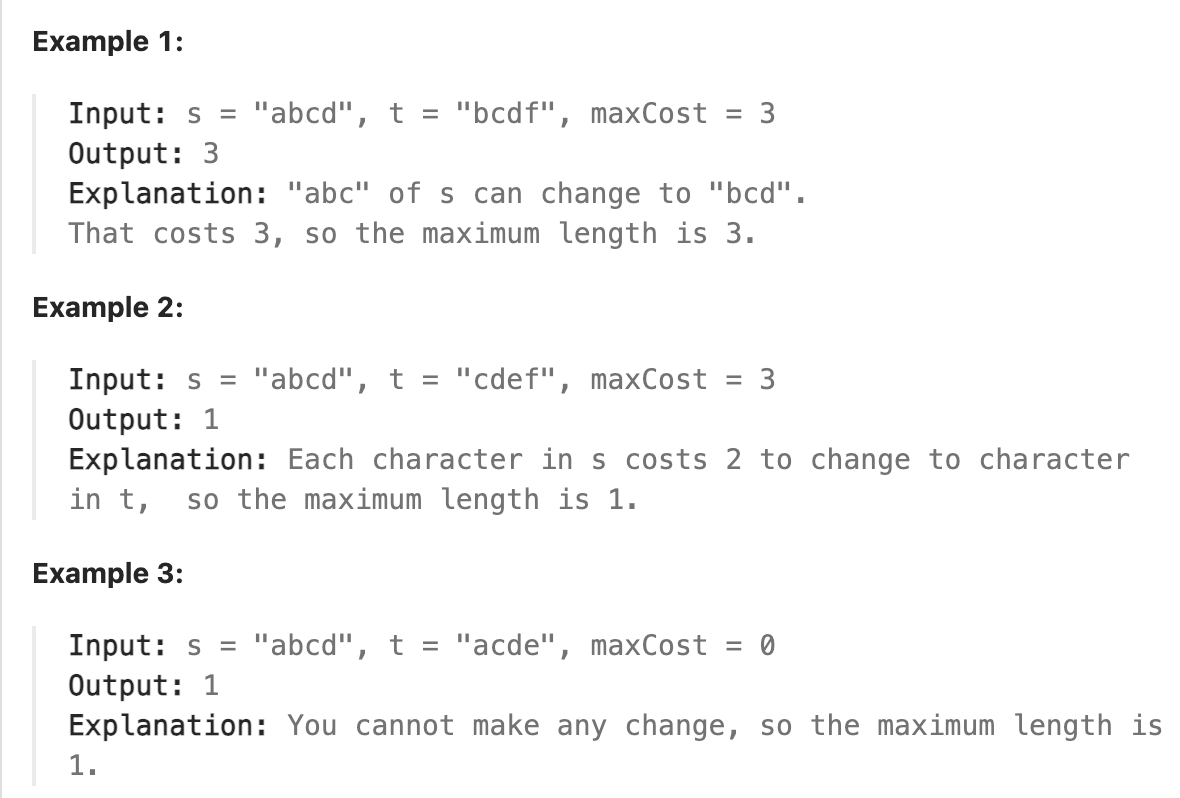 Example 1:
Input: s = "abcd", t = "bcdf", maxCost = 3
Output: 3
Explanation: "abc" of s can change to "bcd".
That costs 3, so the maximum length is 3.
Example 2:
Input: s = "abcd", t = "cdef", maxCost = 3
Output: 1
Explanation: Each character in s costs 2 to change to character
in t,  so the maximum length is 1.
Example 3:
Input: s = "abcd", t = "acde", maxCost = 0
Output: 1
Explanation: You cannot make any change, so the maximum length is
1.